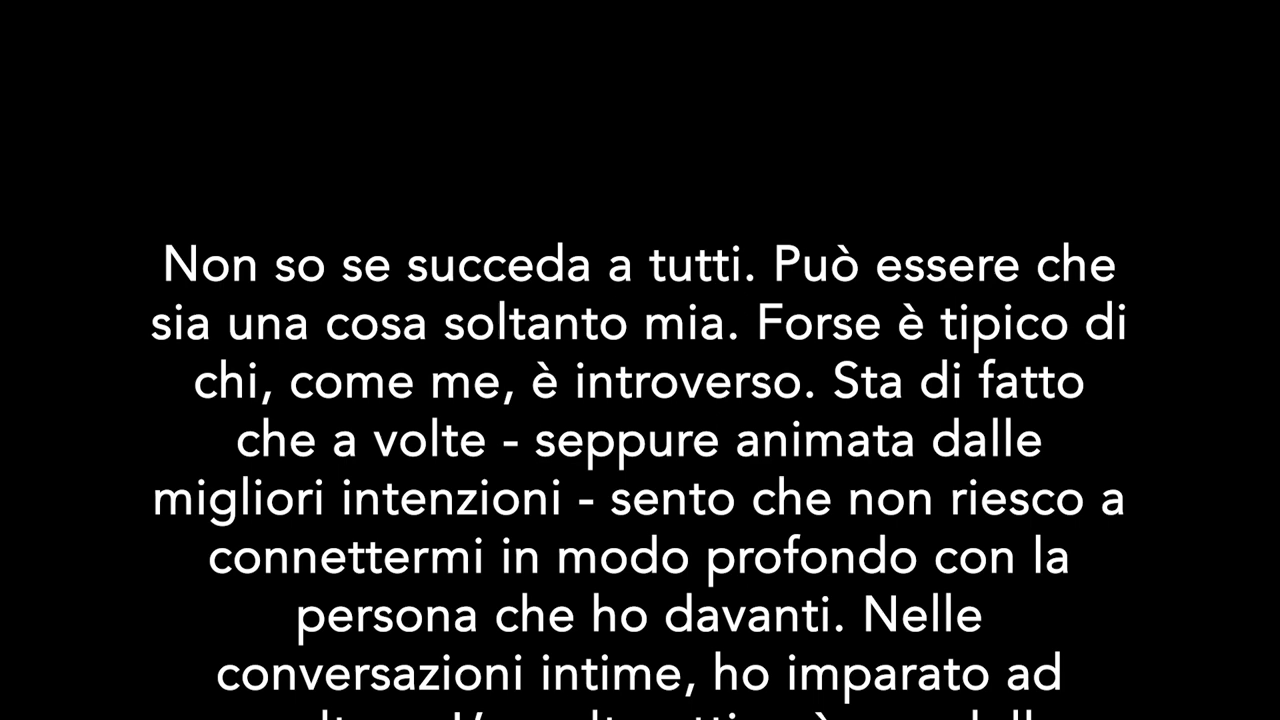 Non so se succeda a tutti. Può essere che
sia una cosa soltanto mia. Forse è tipico di
chi, come me, è introverso. Sta di fatto
che a volte - seppure animata dalle
migliori intenzioni - sento che non riesco a
connettermi in modo profondo con la
persona che ho davanti. Nelle
conversazioni intime, ho imparato ad